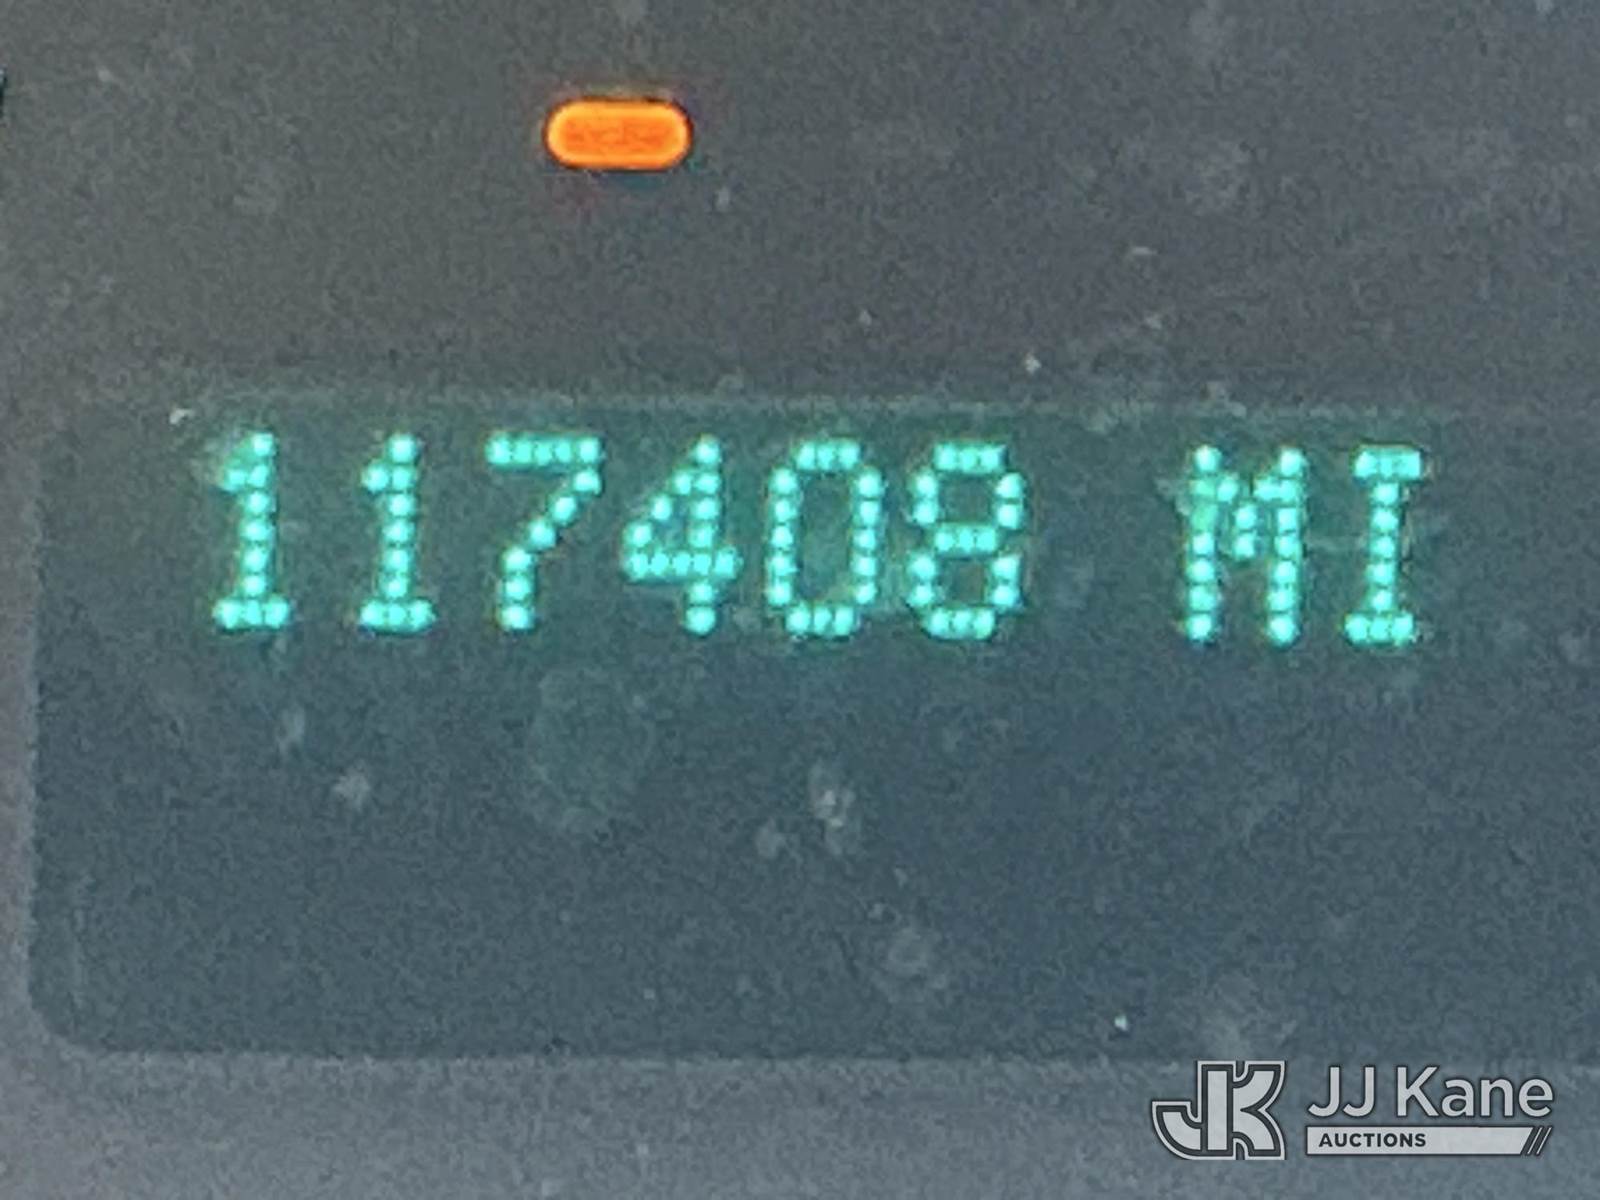 117408 MI
JJ Kane
AUCTIONS